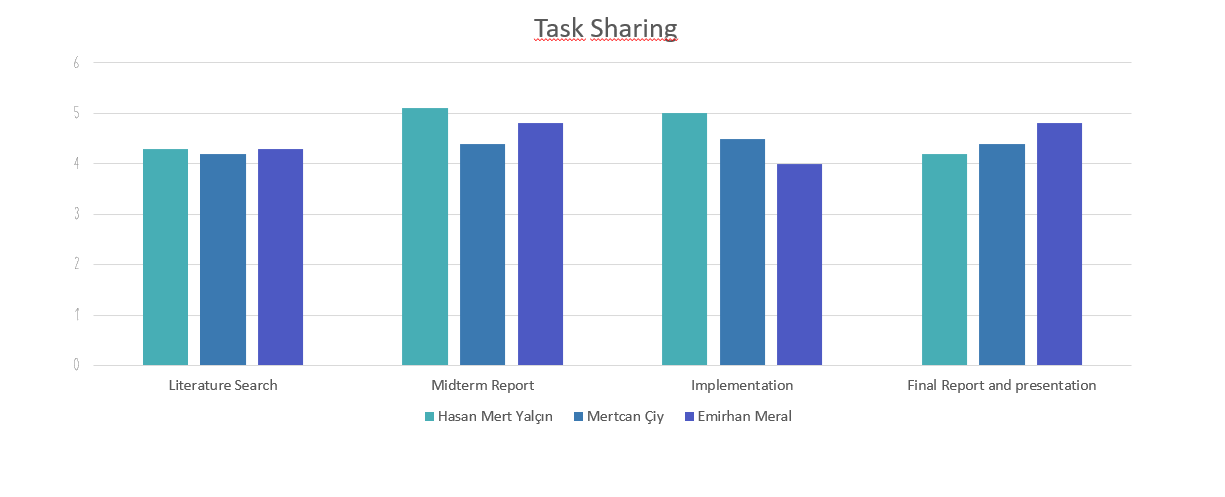 Task Sharing
6
5
4
3
2
1
0
Literature Search
Midterm Report
Implementation
Final Report and presentation
Hasan Mert Yalçın
Mertcan Çiy
Emirhan Meral